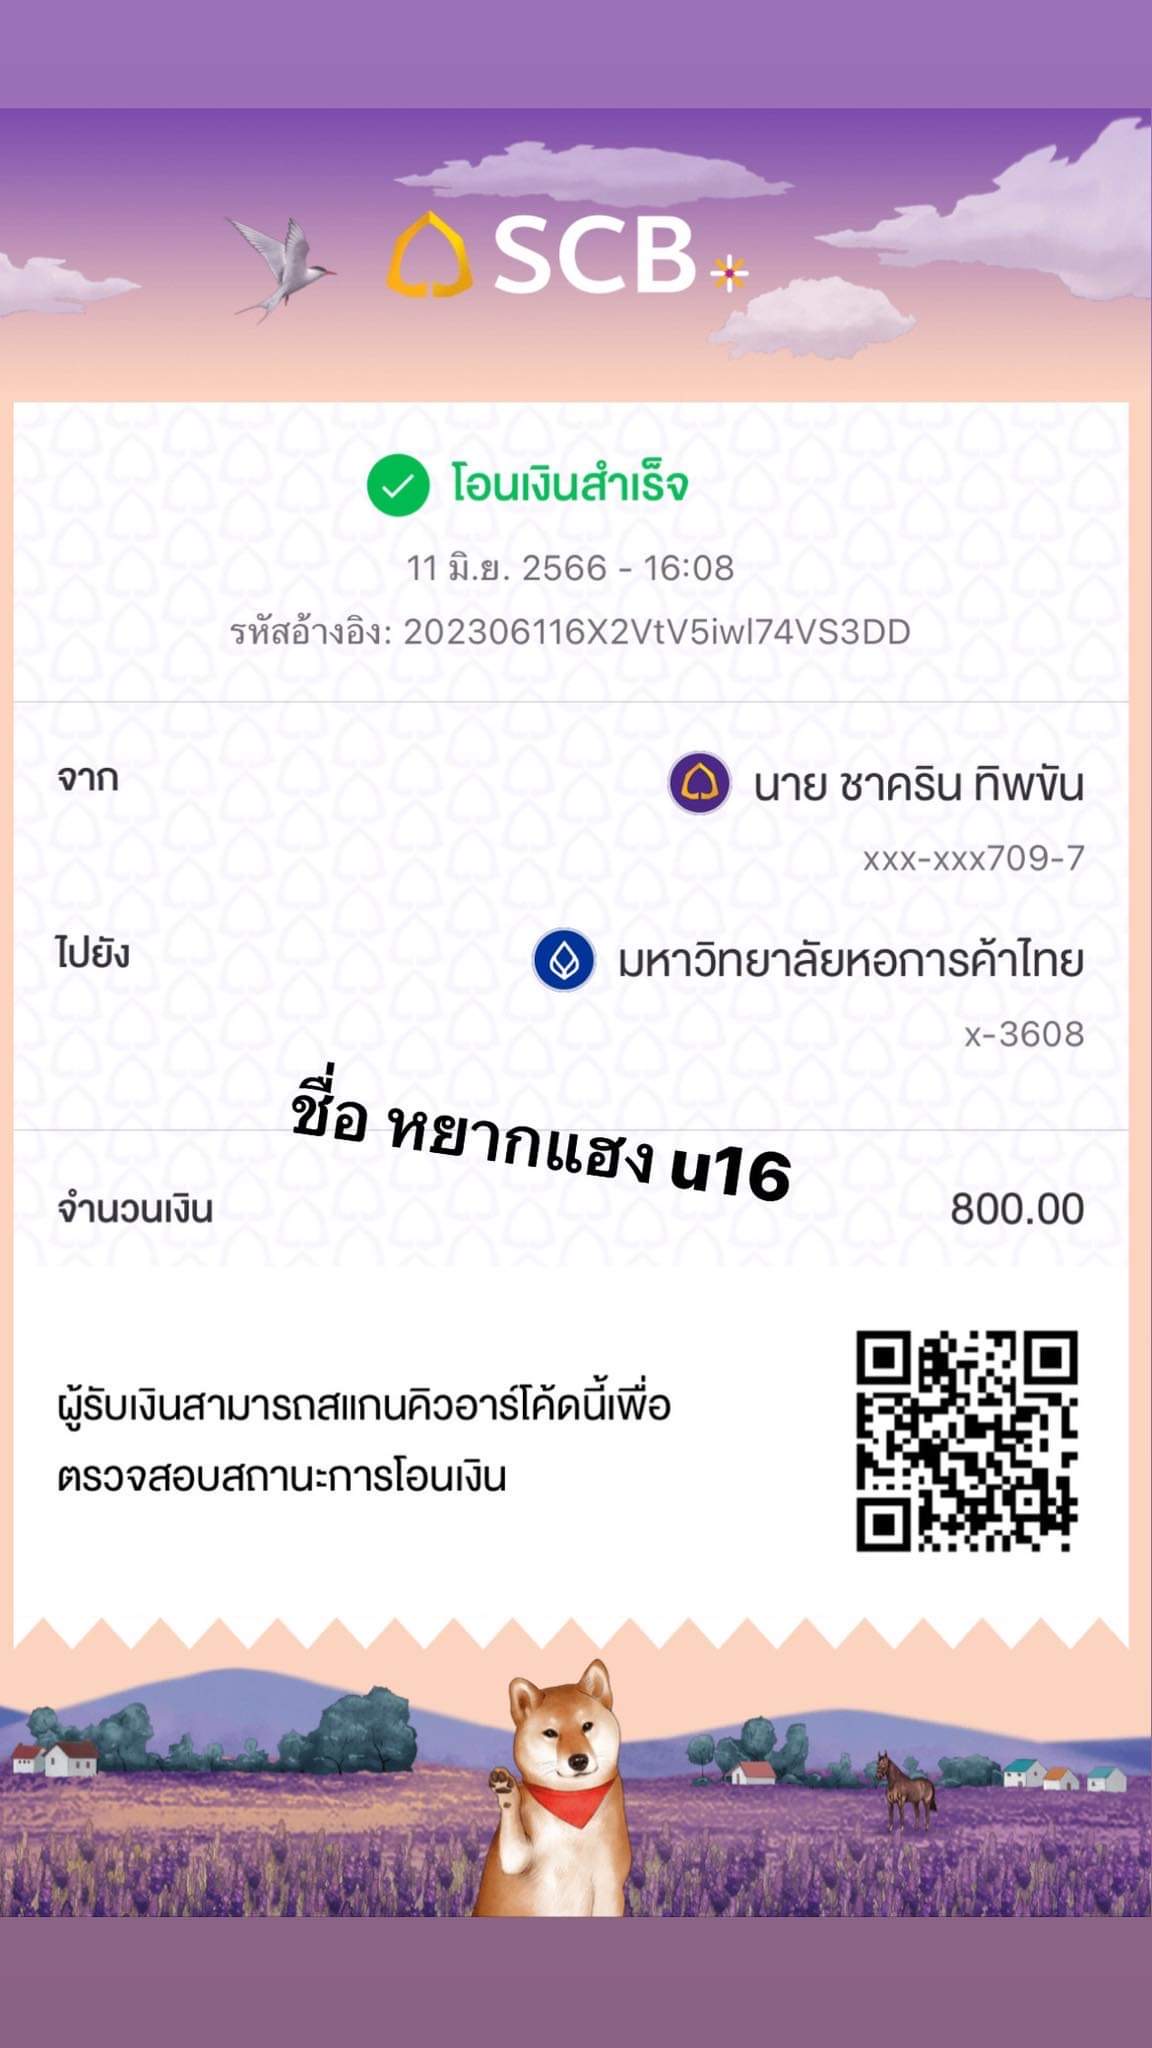 SCB
โอนเงินสำเร็จ
11 มิ.ย. 2566 - 16:08
รหัสอ้างอิง: 202306116X2VtV5iwl74VS3DD
จาก
นาย ชาคริน ทิพขัน
xxx-xxx709-7
ไปยัง
มหาวิทยาลัยหอการค้าไทย
x-3608
ชื่อ หยากแฮง u16
จำนวนเงิน 800.00
ผู้รับเงินสามารถสแกนคิวอาร์โค้ดนี้เพื่อ
ตรวจสอบสถานะการโอนเงิน